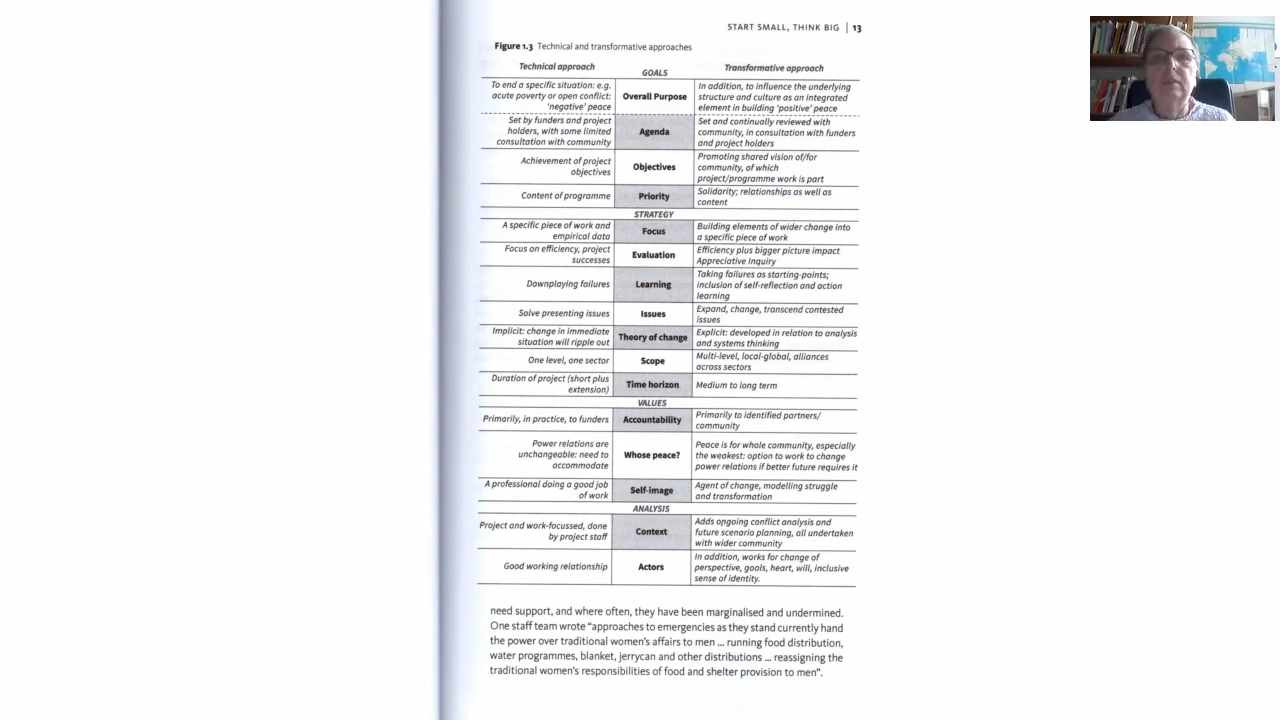 START SMALL, THINK BIG | 13
Figure 1.3 Technical and transformative approaches
Technical approach
GOALS
Transformative approach
To end a specific situation: e.g.
acute poverty or open conflict:
'negative' peace
Overall Purpose
In addition, to influence the underlying
structure and culture as an integrated
element in building 'positive' peace
Set by funders and project
holders, with some limited
consultation with community
Agenda
Set and continually reviewed with
community, in consultation with funders
and project holders
Achievement of project
objectives
Objectives
Promoting shared vision of/for
community, of which
project/programme work is part
Content of programme
Priority
Solidarity; relationships as well as
content
STRATEGY
A specific piece of work and
empirical data
Focus
Building elements of wider change into
a specific piece of work
Focus on efficiency, project
successes
Evaluation
Efficiency plus bigger picture impact
Appreciative Inquiry
Downplaying failures
Learning
Taking failures as starting-points;
inclusion of self-reflection and action
learning
Solve presenting issues
Issues
Expand, change, transcend contested
issues
Implicit: change in immediate
situation will ripple out
Theory of change
Explicit: developed in relation to analysis
and systems thinking
One level, one sector
Scope
Multi-level, local-global, alliances
across sectors
Duration of project (short plus
extension)
Time horizon
Medium to long term
VALUES
Primarily, in practice, to funders
Accountability
Primarily to identified partners/
community
Power relations are
unchangeable: need to
accommodate
Whose peace?
Peace is for whole community, especially
the weakest: option to work to change
power relations if better future requires it
A professional doing a good job
of work
Self-image
Agent of change, modelling struggle
and transformation
ANALYSIS
Project and work-focussed, done
by project staff
Context
Adds ongoing conflict analysis and
future scenario planning, all undertaken
with wider community
Good working relationship
Actors
In addition, works for change of
perspective, goals, heart, will, inclusive
sense of identity.
need support, and where often, they have been marginalised and undermined.
One staff team wrote "approaches to emergencies as they stand currently hand
the power over traditional women's affairs to men ... running food distribution,
water programmes, blanket, jerrycan and other distributions ... reassigning the
traditional women's responsibilities of food and shelter provision to men".